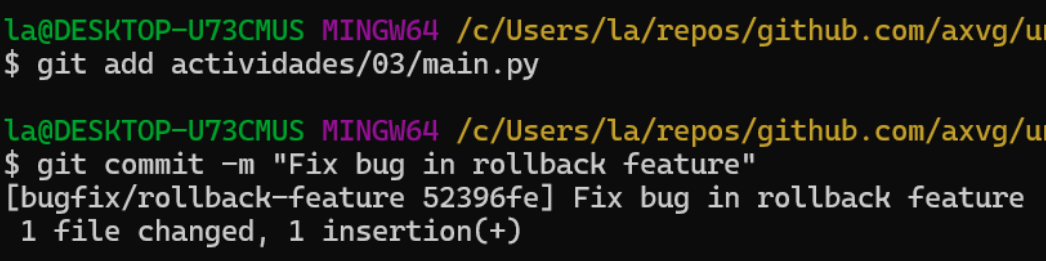 la@DESKTOP-U73CMUS MINGW64 /c/Users/la/repos/github.com/axvg/
$ git add actividades/03/main.py
la@DESKTOP-U73CMUS MINGW64 /c/Users/la/repos/github.com/axvg/
$ git commit -m "Fix bug in rollback feature"
[bugfix/rollback-feature 52396fe] Fix bug in rollback feature
1 file changed, 1 insertion(+)